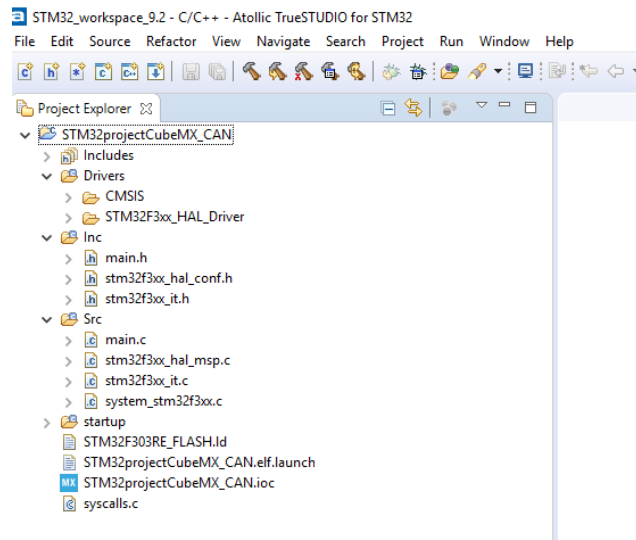 STM32_workspace_9.2 - C/C++ - Atollic TrueSTUDIO for STM32
File Edit Source Refactor View Navigate Search Project Run Window Help
Project Explorer
STM32projectCubeMX_CAN
Includes
Drivers
CMSIS
STM32F3xx_HAL_Driver
Inc
main.h
stm32f3xx_hal_conf.h
stm32f3xx_it.h
Src
main.c
stm32f3xx_hal_msp.c
stm32f3xx_it.c
system_stm32f3xx.c
startup
STM32F303RE_FLASH.ld
STM32projectCubeMX_CAN.elf.launch
MX STM32projectCubeMX_CAN.ioc
syscalls.c